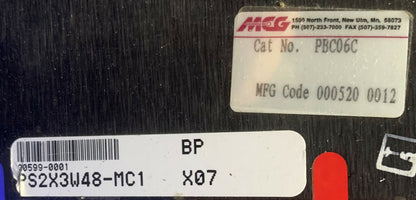 MCG
1500 North Front, New Ulm, Mn. 56073
PH (507)-233-7000 FAX (507)-359-7827
Cat No. PBC06C
MFG Code 000520 0012
BP
90599-0001
PS2X3W48-MC1 X07